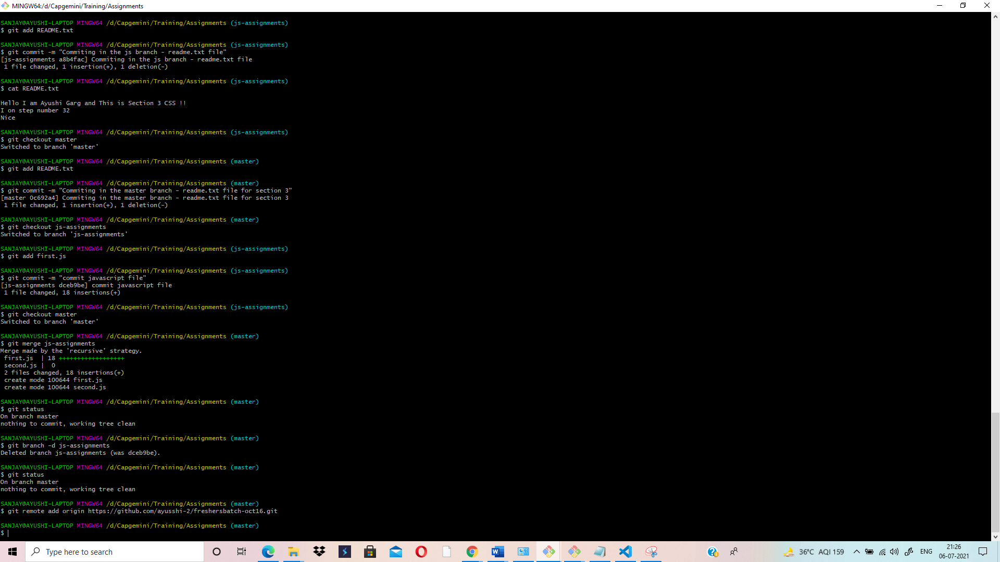 MINGW64:/d/Capgemini/Training/Assignments
SANJAY@AYUSHI-LAPTOP MINGW64 /d/Capgemini/Training/Assignments (js-assignments)
$ git add README.txt
SANJAY@AYUSHI-LAPTOP MINGW64 /d/Capgemini/Training/Assignments (js-assignments)
$ git commit -m "Commiting in the js branch - readme.txt file"
[js-assignments a8b4fac] Commiting in the js branch - readme.txt file
 1 file changed, 1 insertion(+), 1 deletion(-)
SANJAY@AYUSHI-LAPTOP MINGW64 /d/Capgemini/Training/Assignments (js-assignments)
$ cat README.txt
Hello I am Ayushi Garg and This is Section 3 CSS !!
I on step number 32
Nice
SANJAY@AYUSHI-LAPTOP MINGW64 /d/Capgemini/Training/Assignments (js-assignments)
$ git checkout master
Switched to branch 'master'
SANJAY@AYUSHI-LAPTOP MINGW64 /d/Capgemini/Training/Assignments (master)
$ git add README.txt
SANJAY@AYUSHI-LAPTOP MINGW64 /d/Capgemini/Training/Assignments (master)
$ git commit -m "Commiting in the master branch - readme.txt file for section 3"
[master 0c692a4] Commiting in the master branch - readme.txt file for section 3
 1 file changed, 1 insertion(+), 1 deletion(-)
SANJAY@AYUSHI-LAPTOP MINGW64 /d/Capgemini/Training/Assignments (master)
$ git checkout js-assignments
Switched to branch 'js-assignments'
SANJAY@AYUSHI-LAPTOP MINGW64 /d/Capgemini/Training/Assignments (js-assignments)
$ git add first.js
SANJAY@AYUSHI-LAPTOP MINGW64 /d/Capgemini/Training/Assignments (js-assignments)
$ git commit -m "commit javascript file"
[js-assignments dceb9be] commit javascript file
 1 file changed, 18 insertions(+)
SANJAY@AYUSHI-LAPTOP MINGW64 /d/Capgemini/Training/Assignments (js-assignments)
$ git checkout master
Switched to branch 'master'
SANJAY@AYUSHI-LAPTOP MINGW64 /d/Capgemini/Training/Assignments (master)
$ git merge js-assignments
Merge made by the 'recursive' strategy.
 first.js  | 18 ++++++++++++++++++
 second.js |  0
 2 files changed, 18 insertions(+)
 create mode 100644 first.js
 create mode 100644 second.js
SANJAY@AYUSHI-LAPTOP MINGW64 /d/Capgemini/Training/Assignments (master)
$ git status
On branch master
nothing to commit, working tree clean
SANJAY@AYUSHI-LAPTOP MINGW64 /d/Capgemini/Training/Assignments (master)
$ git branch -d js-assignments
Deleted branch js-assignments (was dceb9be).
SANJAY@AYUSHI-LAPTOP MINGW64 /d/Capgemini/Training/Assignments (master)
$ git status
On branch master
nothing to commit, working tree clean
SANJAY@AYUSHI-LAPTOP MINGW64 /d/Capgemini/Training/Assignments (master)
$ git remote add origin https://github.com/ayusshi-2/freshersbatch-oct16.git
SANJAY@AYUSHI-LAPTOP MINGW64 /d/Capgemini/Training/Assignments (master)
$
Type here to search
36°C AQI 159
ENG
21:26
06-07-2021